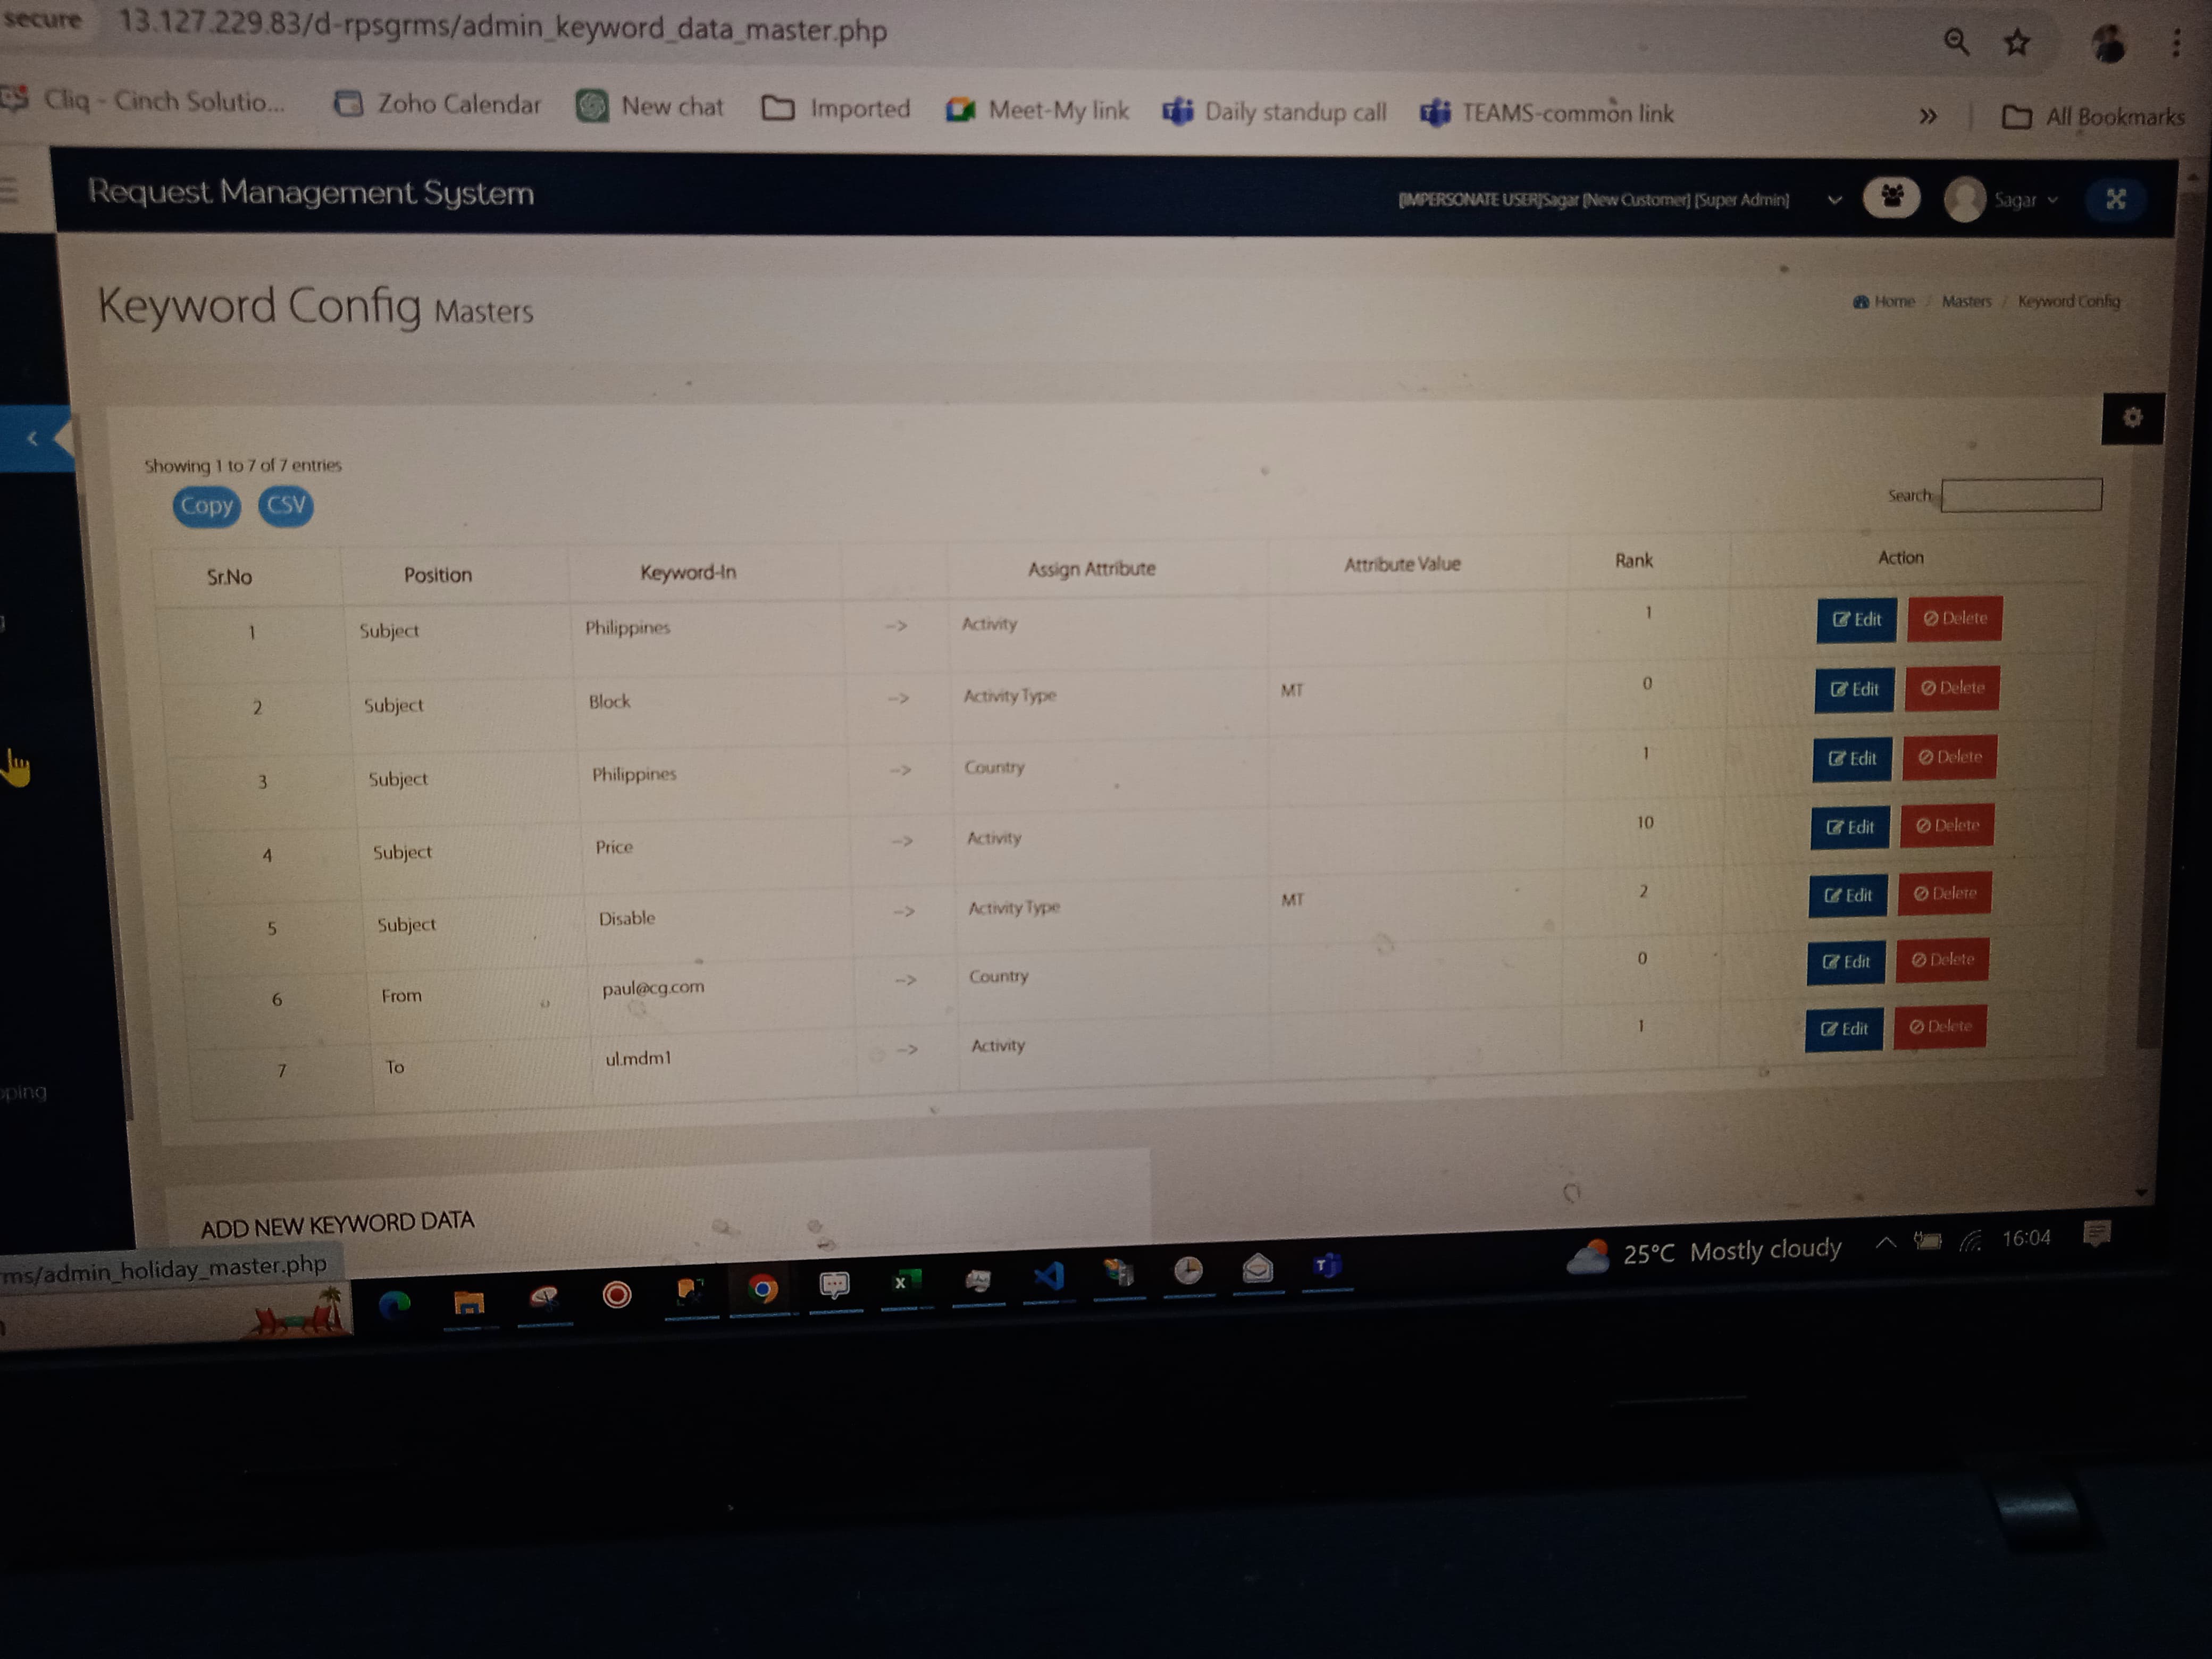 secure 13.127.229.83/d-rpsgrms/admin_keyword_data_master.php
Cliq - Cinch Solutio... Zoho Calendar New chat Imported Meet-My link Daily standup call TEAMS-common link » All Bookmarks
Request Management System [IMPERSONATE USER]Sagar [New Customer] [Super Admin] Sagar
Keyword Config Masters Home / Masters / Keyword Config
Showing 1 to 7 of 7 entries
Copy CSV Search:
Sr.No Position Keyword-In Assign Attribute Attribute Value Rank Action
1 Subject Philippines --> Activity 1 Edit Delete
2 Subject Block --> Activity Type MT 0 Edit Delete
3 Subject Philippines --> Country 1 Edit Delete
4 Subject Price --> Activity 10 Edit Delete
5 Subject Disable --> Activity Type MT 2 Edit Delete
6 From paul@cg.com --> Country 0 Edit Delete
7 To ul.mdm1 --> Activity 1 Edit Delete
pping
ADD NEW KEYWORD DATA
ms/admin_holiday_master.php
25°C Mostly cloudy 16:04